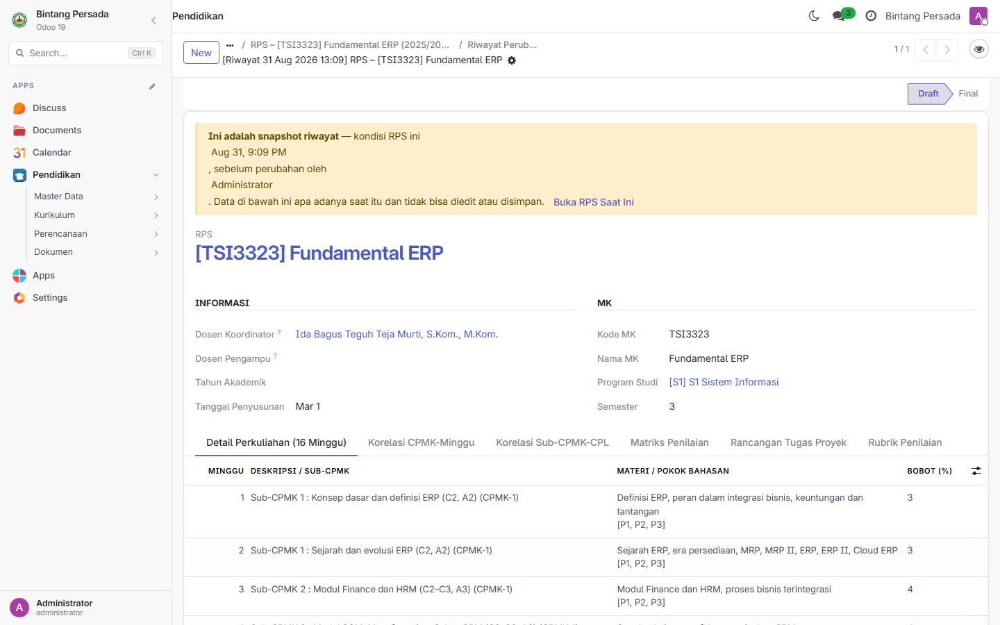 Bintang Persada
Odoo 19
Search...
Ctrl K
APPS
Discuss
Documents
31 Calendar
Pendidikan
Master Data
Kurikulum
Perencanaan
Dokumen
Apps
Settings
A
Administrator
administrator
Pendidikan
2
Bintang Persada
A
New
... / RPS – [TSI3323] Fundamental ERP (2025/20... / Riwayat Perub...
[Riwayat 31 Aug 2026 13:09] RPS – [TSI3323] Fundamental ERP
1 / 1
Draft
Final
Ini adalah snapshot riwayat — kondisi RPS ini
Aug 31, 9:09 PM
, sebelum perubahan oleh
Administrator
. Data di bawah ini apa adanya saat itu dan tidak bisa diedit atau disimpan. Buka RPS Saat Ini
RPS
[TSI3323] Fundamental ERP
INFORMASI
Dosen Koordinator ? Ida Bagus Teguh Teja Murti, S.Kom., M.Kom.
Dosen Pengampu ?
Tahun Akademik
Tanggal Penyusunan Mar 1
MK
Kode MK TSI3323
Nama MK Fundamental ERP
Program Studi [S1] S1 Sistem Informasi
Semester 3
Detail Perkuliahan (16 Minggu) Korelasi CPMK-Minggu Korelasi Sub-CPMK-CPL Matriks Penilaian Rancangan Tugas Proyek Rubrik Penilaian
MINGGU DESKRIPSI / SUB-CPMK MATERI / POKOK BAHASAN BOBOT (%)
1 Sub-CPMK 1 : Konsep dasar dan definisi ERP (C2, A2) (CPMK-1) Definisi ERP, peran dalam integrasi bisnis, keuntungan dan 3
tantangan
[P1, P2, P3]
2 Sub-CPMK 1 : Sejarah dan evolusi ERP (C2, A2) (CPMK-1) Sejarah ERP, era persediaan, MRP, MRP II, ERP, ERP II, Cloud ERP 3
[P1, P2, P3]
3 Sub-CPMK 2 : Modul Finance dan HRM (C2–C3, A3) (CPMK-1) Modul Finance dan HRM, proses bisnis terintegrasi 4
[P1, P2, P3]